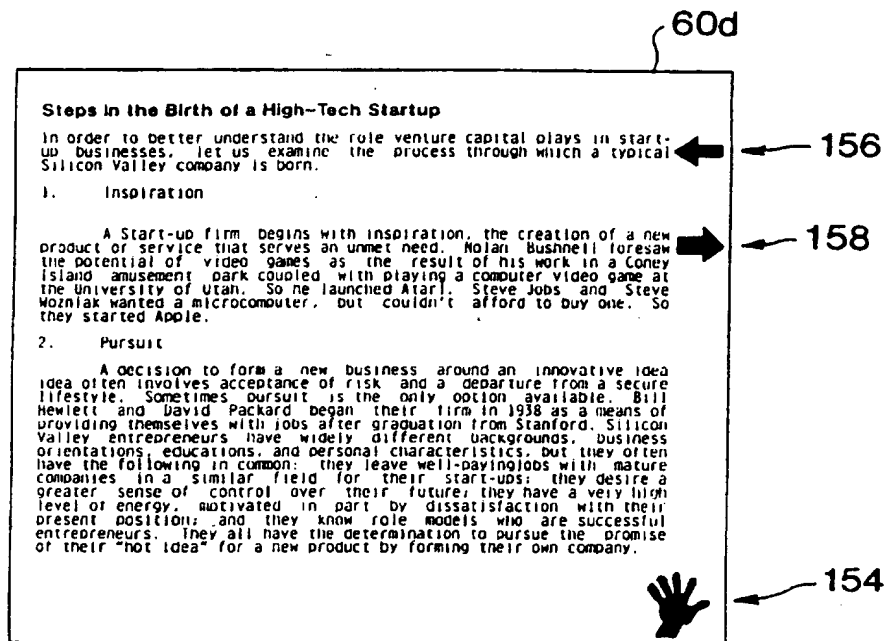 60d
Steps in the Birth of a High-Tech Startup
In order to better understand the role venture capital plays in start-
up businesses, let us examine the process through which a typical
Silicon Valley company is born.
156
1. Inspiration
A Start-up firm begins with inspiration, the creation of a new
product or service that serves an unmet need. Nolan Bushnell foresaw
the potential of video games as the result of his work in a Coney
Island amusement park coupled with playing a computer video game at
the University of Utah. So he launched Atari. Steve Jobs and Steve
Wozniak wanted a microcomputer, but couldn't afford to buy one. So
they started Apple.
158
2. Pursuit
A decision to form a new business around an innovative idea
idea often involves acceptance of risk and a departure from a secure
lifestyle. Sometimes pursuit is the only option available. Bill
Hewlett and David Packard began their firm in 1938 as a means of
providing themselves with jobs after graduation from Stanford. Silicon
Valley entrepreneurs have widely different backgrounds, business
orientations, educations, and personal characteristics, but they often
have the following in common: they leave well-payingjobs with mature
companies in a similar field for their start-ups; they desire a
greater sense of control over their future; they have a very high
level of energy, motivated in part by dissatisfaction with their
present position; and they know role models who are successful
entrepreneurs. They all have the determination to pursue the promise
of their "hot idea" for a new product by forming their own company.
154